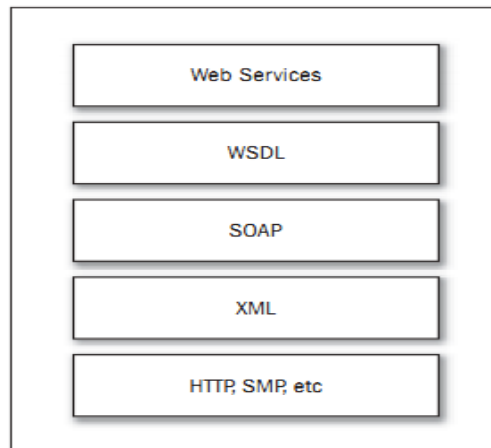 Web Services
WSDL
SOAP
XML
HTTP, SMP, etc